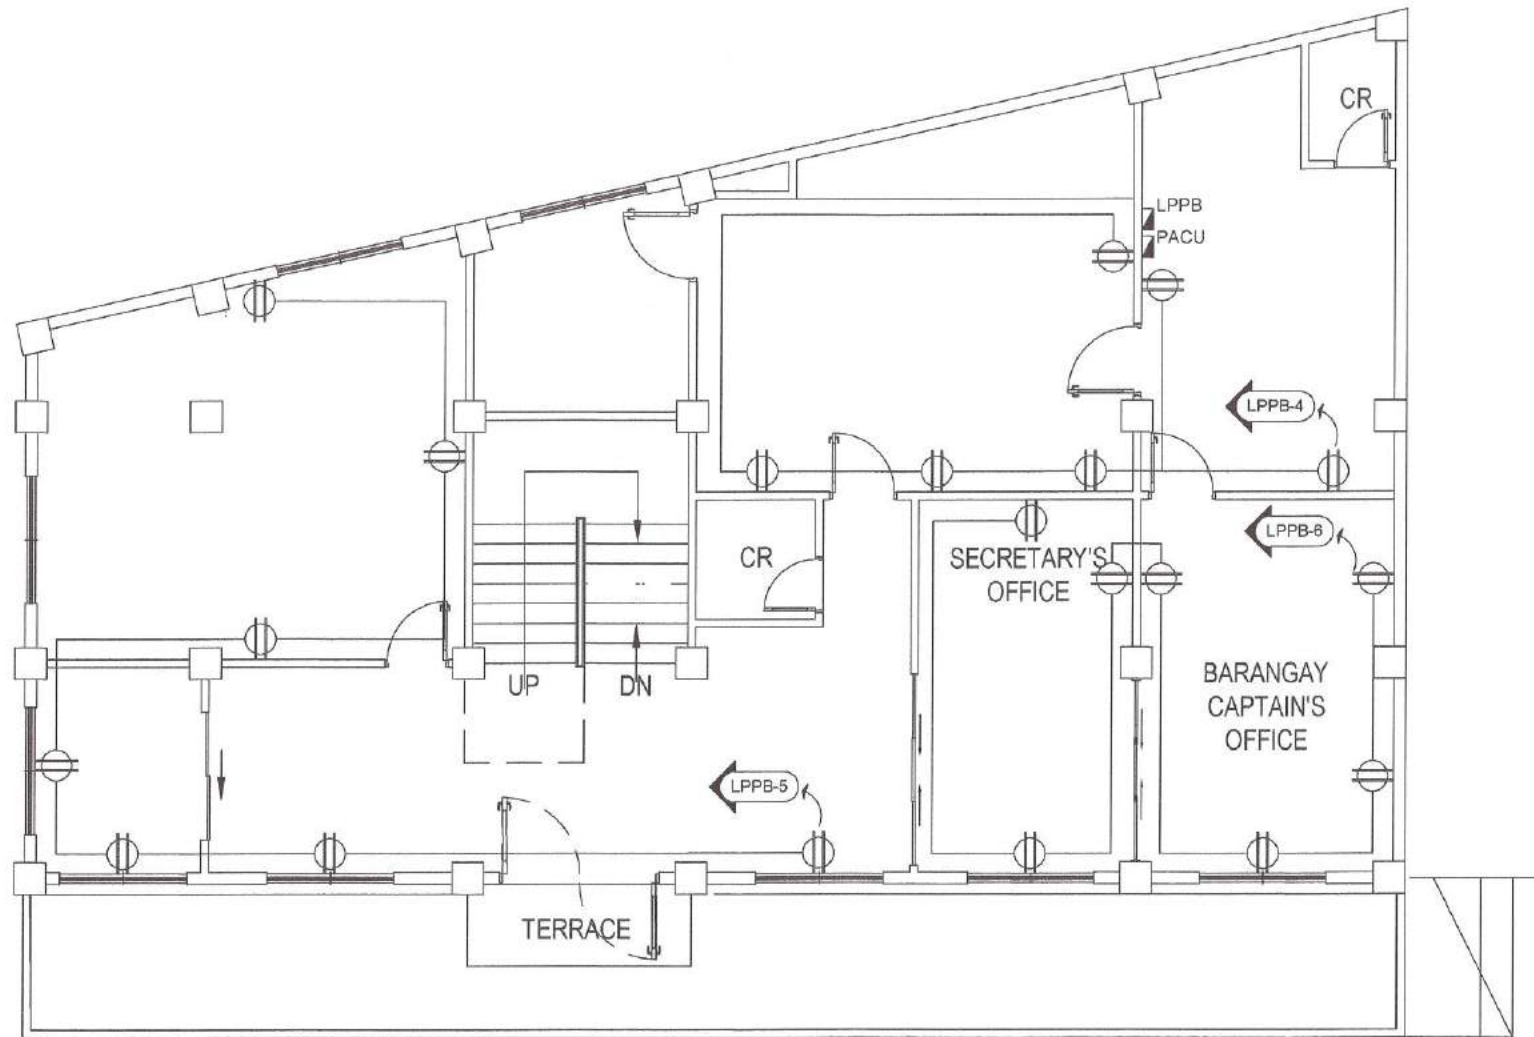 CR
LPPB
PACU
LPPB-4
LPPB-6
CR
SECRETARY'S
OFFICE
BARANGAY
CAPTAIN'S
OFFICE
UP
DN
LPPB-5
TERRACE